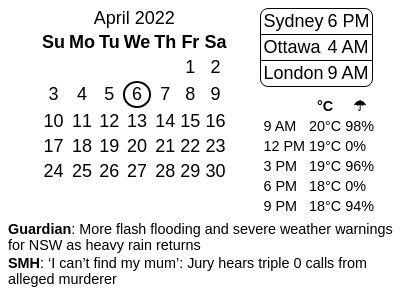 April 2022
Su Mo Tu We Th Fr Sa
1 2
3 4 5 6 7 8 9
10 11 12 13 14 15 16
17 18 19 20 21 22 23
24 25 26 27 28 29 30
Sydney 6 PM
Ottawa 4 AM
London 9 AM
°C ☂
9 AM 20°C 98%
12 PM 19°C 0%
3 PM 19°C 96%
6 PM 18°C 0%
9 PM 18°C 94%
Guardian: More flash flooding and severe weather warnings
for NSW as heavy rain returns
SMH: ‘I can’t find my mum’: Jury hears triple 0 calls from
alleged murderer